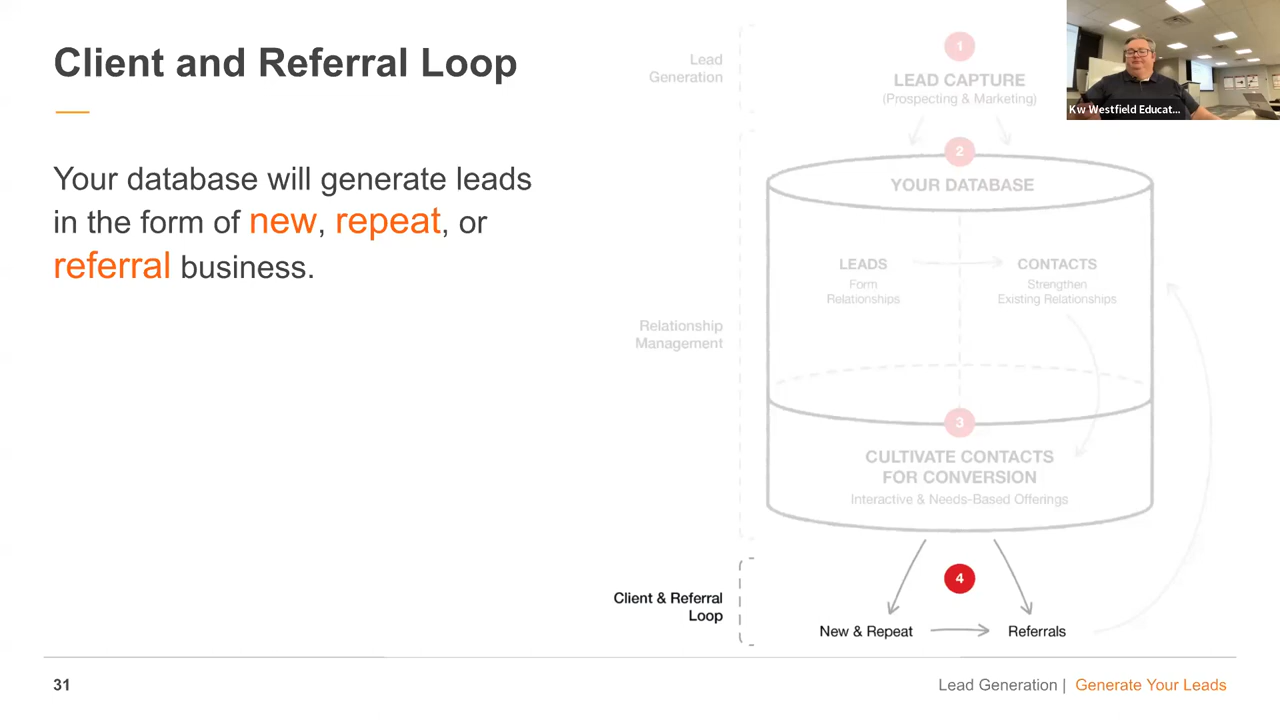 Client and Referral Loop
Your database will generate leads
in the form of new, repeat, or
referral business.
Lead
Generation
1
LEAD CAPTURE
(Prospecting & Marketing)
2
YOUR DATABASE
LEADS
Form
Relationships
CONTACTS
Strengthen
Existing Relationships
Relationship
Management
3
CULTIVATE CONTACTS
FOR CONVERSION
Interactive & Needs-Based Offerings
Client & Referral
Loop
4
New & Repeat
Referrals
31
Lead Generation | Generate Your Leads
Kw Westfield Educat...